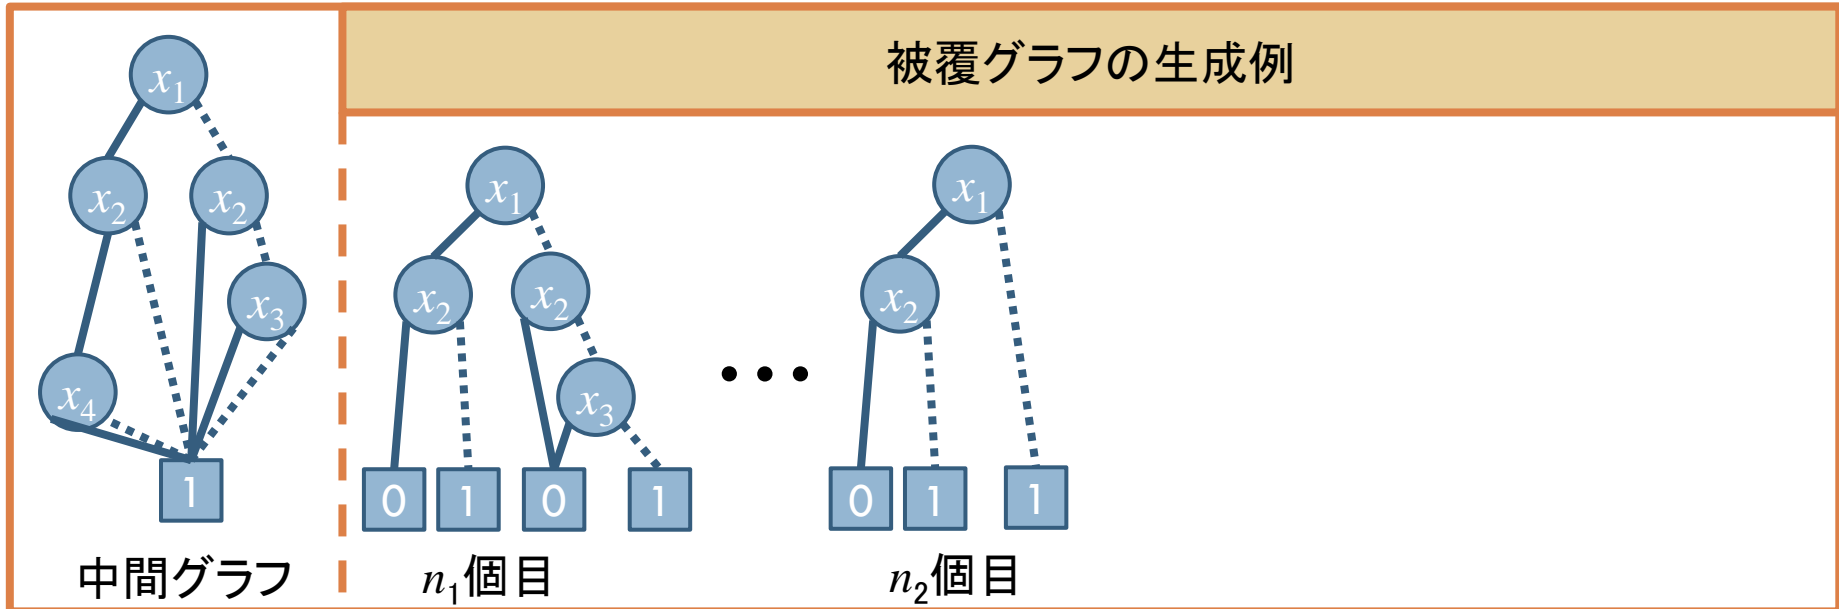 被覆グラフの生成例
x₁
x₂ x₂
x₃
x₄
1
中間グラフ
x₁
x₂ x₂
x₃
0 1 0 1
n₁個目
•••
x₁
x₂
0 1 1
n₂個目